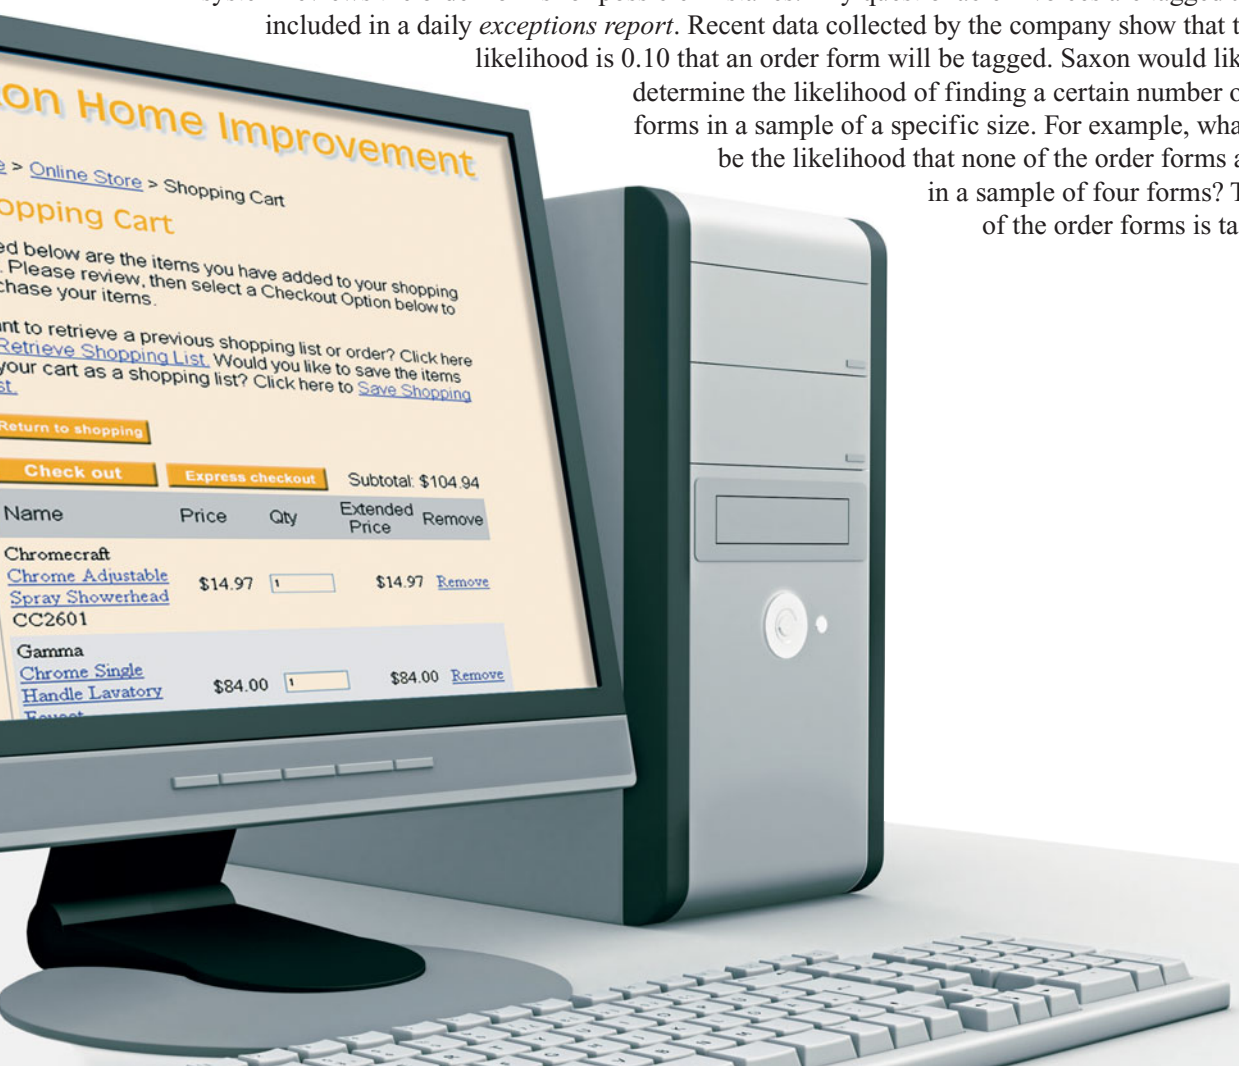 included in a daily exceptions report. Recent data collected by the company show that t
likelihood is 0.10 that an order form will be tagged. Saxon would lik
determine the likelihood of finding a certain number o
forms in a sample of a specific size. For example, wha
be the likelihood that none of the order forms a
in a sample of four forms? T
of the order forms is ta
on Home Improvement
e > Online Store > Shopping Cart
opping Cart
ed below are the items you have added to your shopping
. Please review, then select a Checkout Option below to
chase your items.
nt to retrieve a previous shopping list or order? Click here
Retrieve Shopping List. Would you like to save the items
your cart as a shopping list? Click here to Save Shopping
st.
Return to shopping
Check out Express checkout Subtotal: $104.94
Name Price Qty Extended Price Remove
Chromecraft
Chrome Adjustable $14.97 1 $14.97 Remove
Spray Showerhead
CC2601
Gamma
Chrome Single $84.00 1 $84.00 Remove
Handle Lavatory